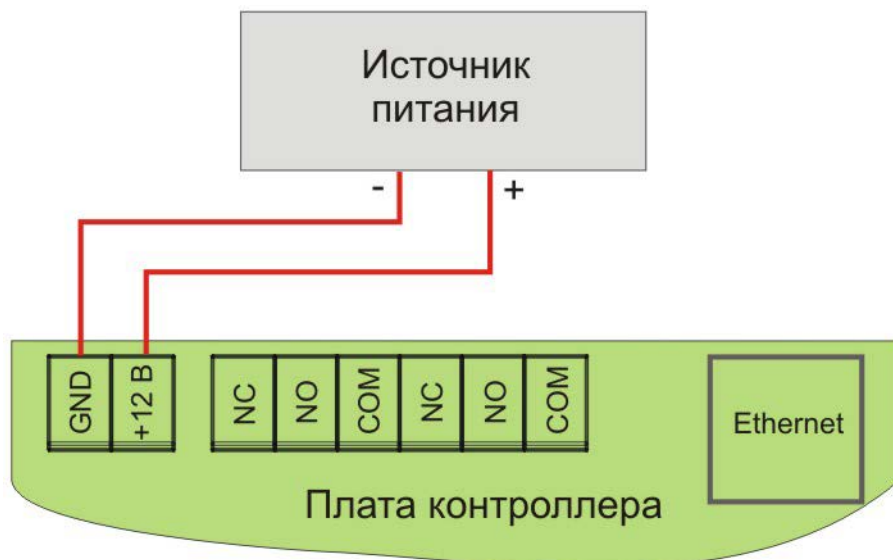 Источник
питания
-
+
GND
+12 В
NC
NO
COM
NC
NO
COM
Ethernet
Плата контроллера